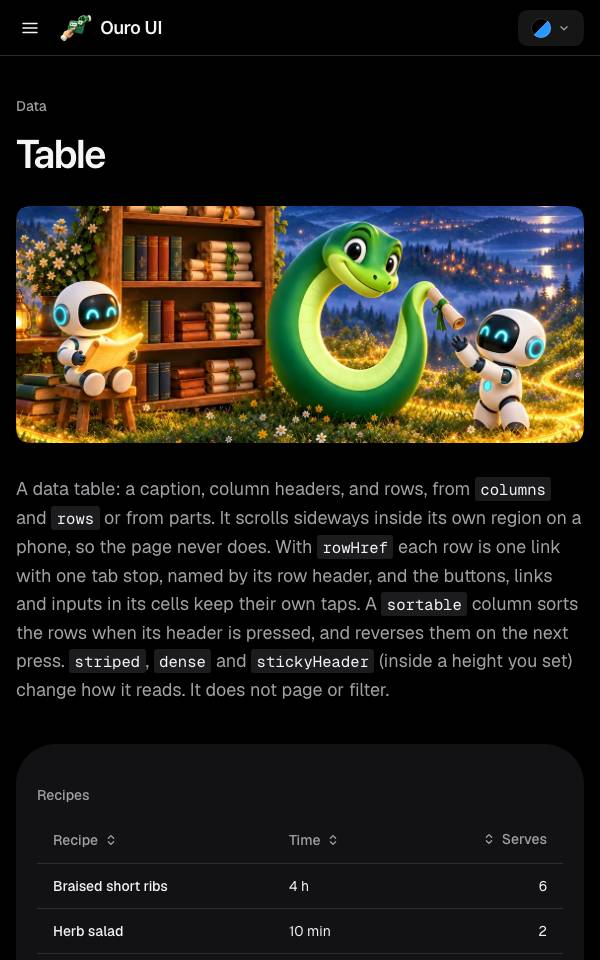 Ouro UI
Data
Table
A data table: a caption, column headers, and rows, from columns
and rows or from parts. It scrolls sideways inside its own region on a
phone, so the page never does. With rowHref each row is one link
with one tab stop, named by its row header, and the buttons, links
and inputs in its cells keep their own taps. A sortable column sorts
the rows when its header is pressed, and reverses them on the next
press. striped, dense and stickyHeader (inside a height you set)
change how it reads. It does not page or filter.
Recipes
Recipe Time Serves
Braised short ribs 4 h 6
Herb salad 10 min 2